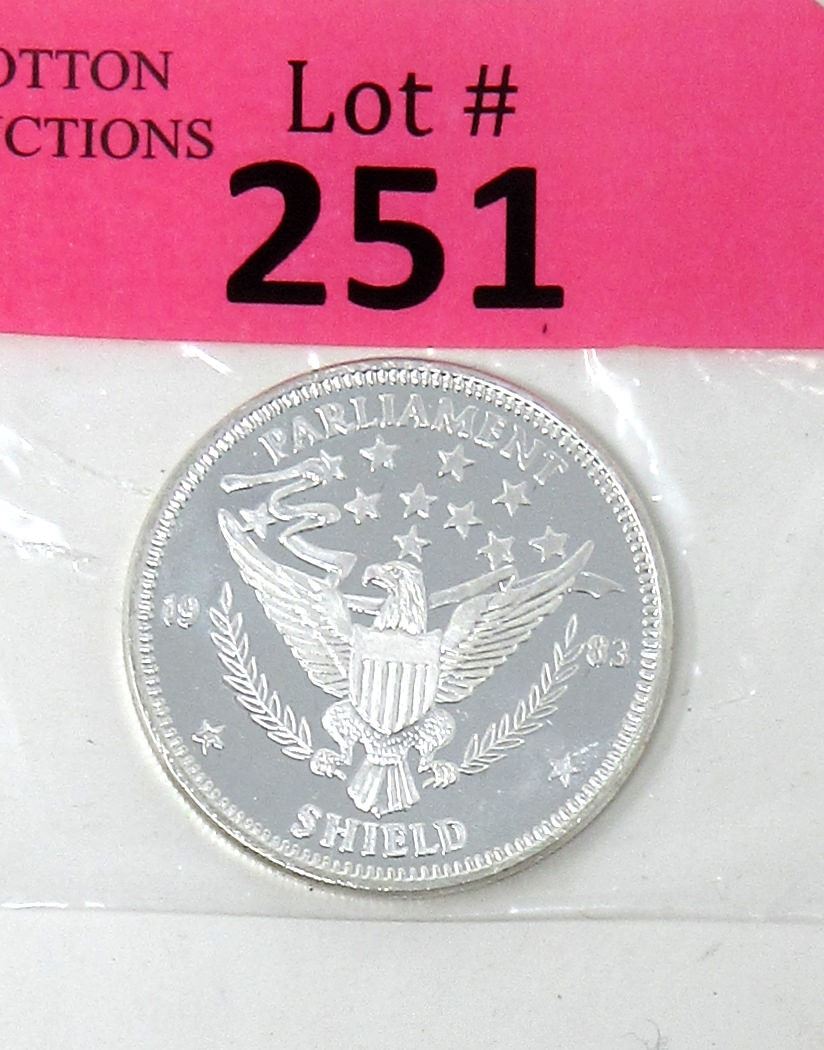 OTTON
CTIONS
Lot #
251
PARLIAMENT
19 83
SHIELD